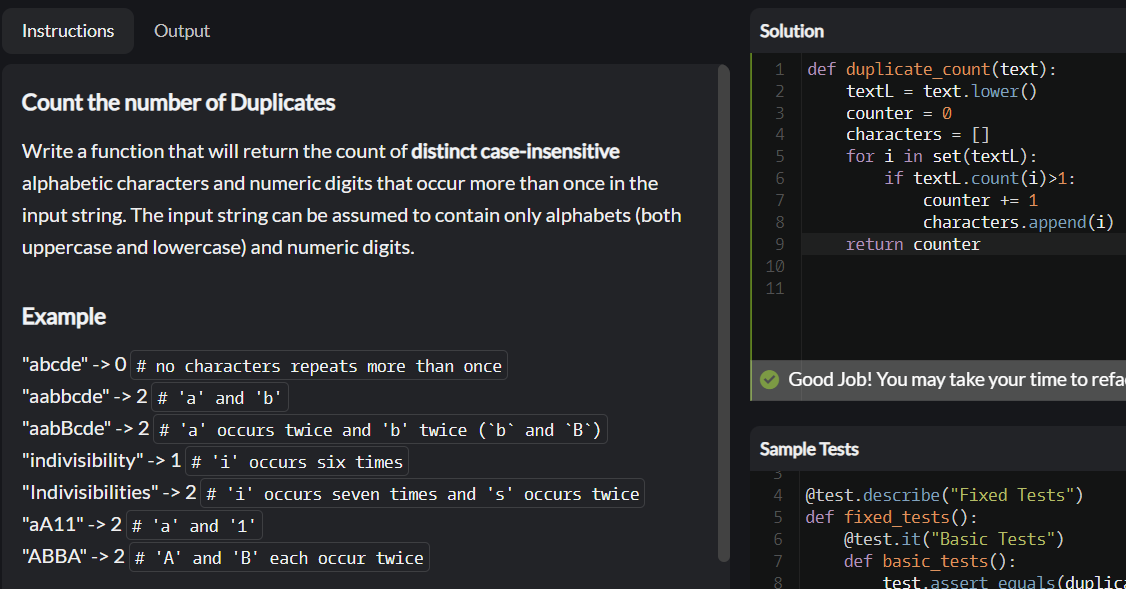 Instructions
Output
Count the number of Duplicates
Write a function that will return the count of distinct case-insensitive
alphabetic characters and numeric digits that occur more than once in the
input string. The input string can be assumed to contain only alphabets (both
uppercase and lowercase) and numeric digits.
Example
"abcde" -> 0 # no characters repeats more than once
"aabbcde" -> 2 # 'a' and 'b'
"aabBcde" -> 2 # 'a' occurs twice and 'b' twice (`b` and `B`)
"indivisibility" -> 1 # 'i' occurs six times
"Indivisibilities" -> 2 # 'i' occurs seven times and 's' occurs twice
"aA11" -> 2 # 'a' and '1'
"ABBA" -> 2 # 'A' and 'B' each occur twice
Solution
1 def duplicate_count(text):
2     textL = text.lower()
3     counter = 0
4     characters = []
5     for i in set(textL):
6         if textL.count(i)>1:
7             counter += 1
8             characters.append(i)
9     return counter
10
11
Good Job! You may take your time to
Sample Tests
3
4 @test.describe("Fixed Tests")
5 def fixed_tests():
6     @test.it("Basic Tests")
7     def basic_tests():
8         test.assert_equals(